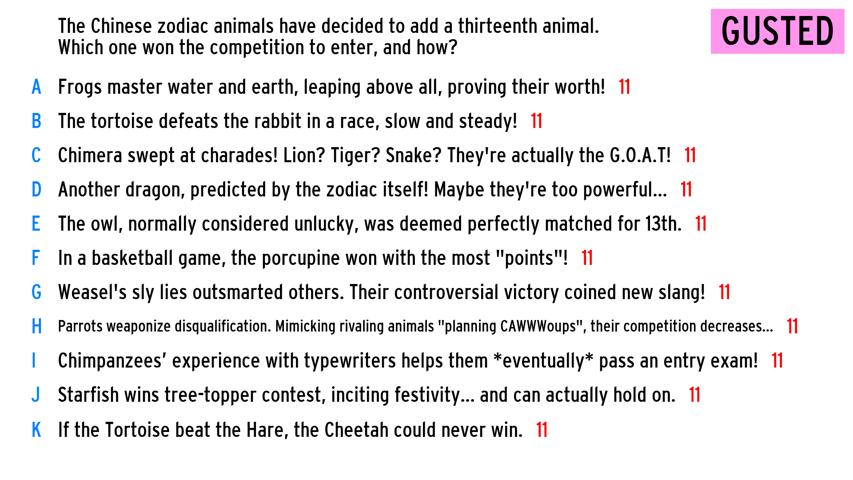 The Chinese zodiac animals have decided to add a thirteenth animal.
Which one won the competition to enter, and how?
GUSTED
A Frogs master water and earth, leaping above all, proving their worth! 11
B The tortoise defeats the rabbit in a race, slow and steady! 11
C Chimera swept at charades! Lion? Tiger? Snake? They're actually the G.O.A.T! 11
D Another dragon, predicted by the zodiac itself! Maybe they're too powerful... 11
E The owl, normally considered unlucky, was deemed perfectly matched for 13th. 11
F In a basketball game, the porcupine won with the most "points"! 11
G Weasel's sly lies outsmarted others. Their controversial victory coined new slang! 11
H Parrots weaponize disqualification. Mimicking rivaling animals "planning CAWWWoups", their competition decreases... 11
I Chimpanzees’ experience with typewriters helps them *eventually* pass an entry exam! 11
J Starfish wins tree-topper contest, inciting festivity... and can actually hold on. 11
K If the Tortoise beat the Hare, the Cheetah could never win. 11